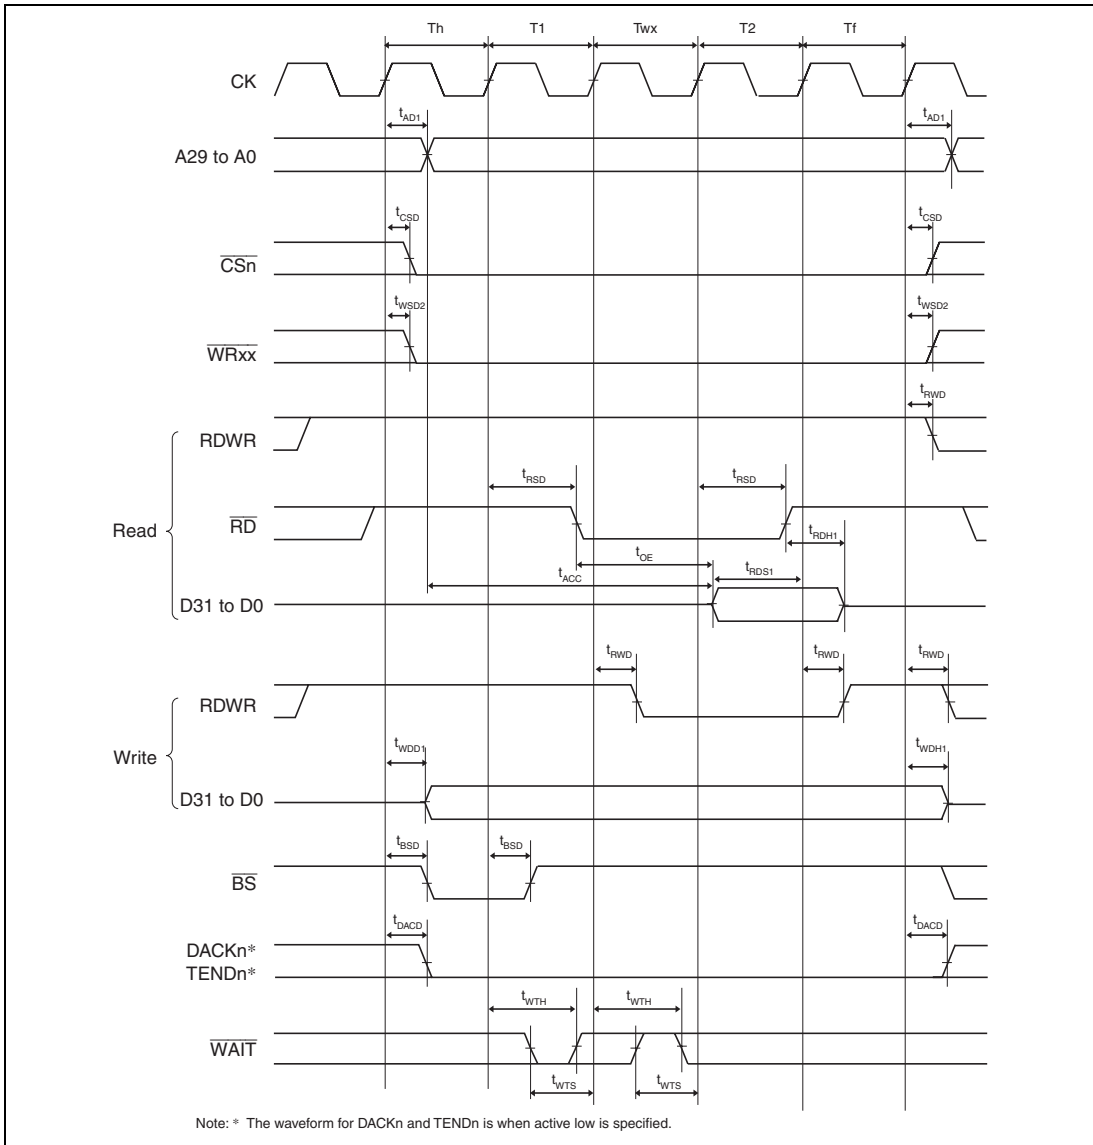 Th T1 Twx T2 Tf
CK
tAD1 tAD1
A29 to A0
tCSD tCSD
CSn
tWSD2 tWSD2
WRxx
tRWD
RDWR
tRSD tRSD
Read
RD
tRDH1
tOE
tACC tRDS1
D31 to D0
tRWD tRWD tRWD
RDWR
tWDD1 tWDH1
Write
D31 to D0
tBSD tBSD
BS
tDACD tDACD
DACKn*
TENDn*
tWTH tWTH
WAIT
tWTS tWTS
Note: * The waveform for DACKn and TENDn is when active low is specified.